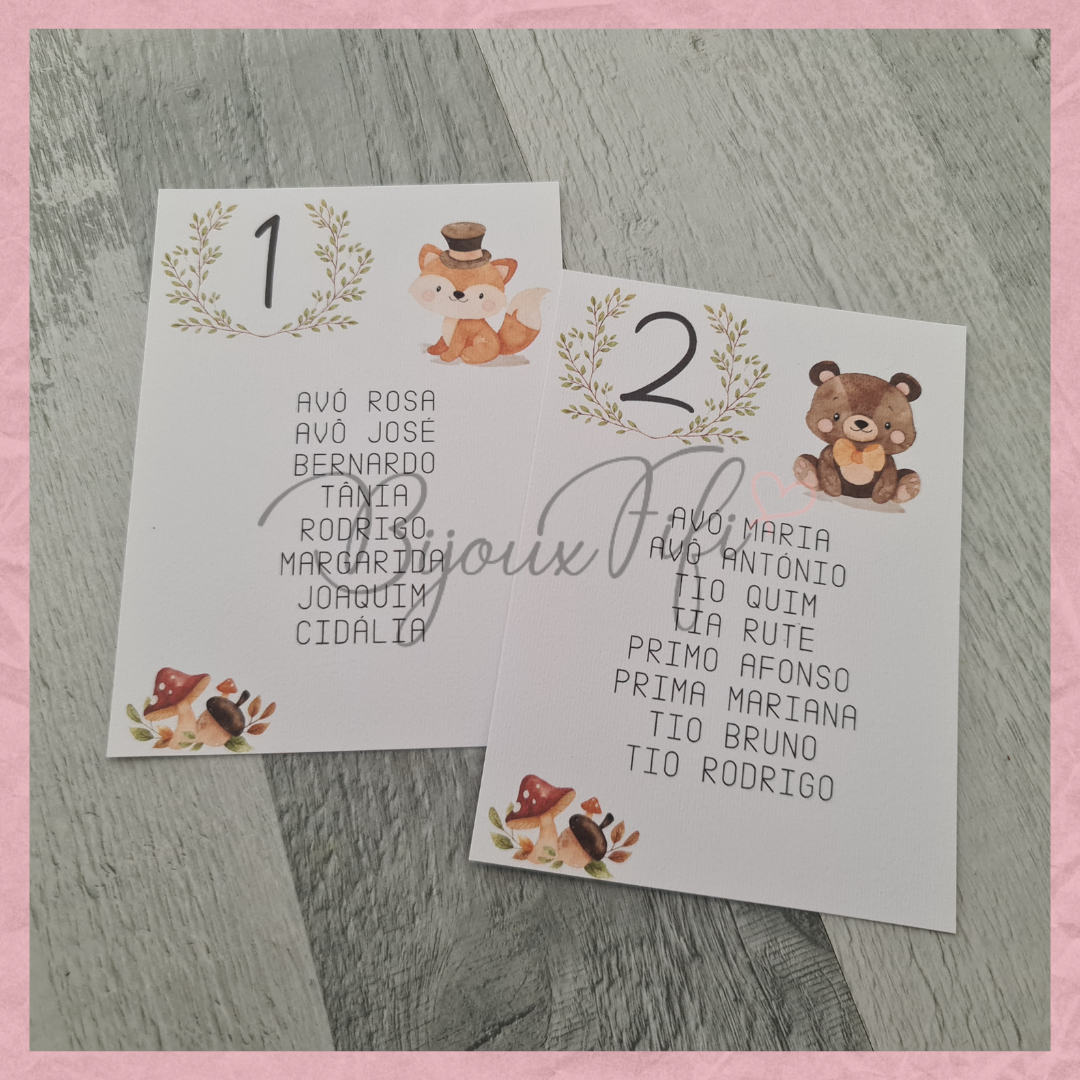 1
AVÓ ROSA
AVÔ JOSÉ
BERNARDO
TÂNIA
RODRIGO
MARGARIDA
JOAQUIM
CIDÁLIA
2
AVÓ MARIA
AVÔ ANTÓNIO
TIO QUIM
TIA RUTE
PRIMO AFONSO
PRIMA MARIANA
TIO BRUNO
TIO RODRIGO
Bijoux Fifi